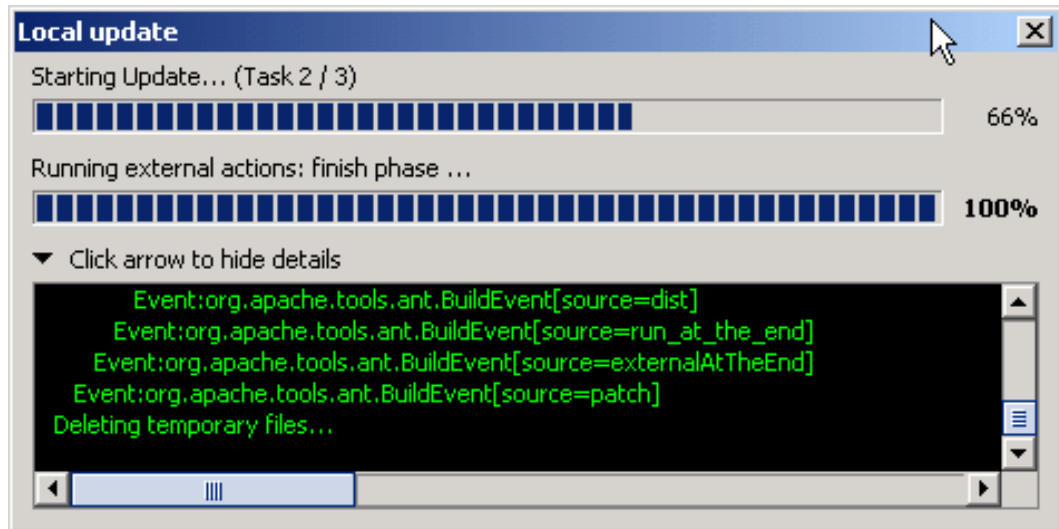 Local update
Starting Update... (Task 2 / 3)
66%
Running external actions: finish phase ...
100%
Click arrow to hide details
Event:org.apache.tools.ant.BuildEvent[source=dist]
Event:org.apache.tools.ant.BuildEvent[source=run_at_the_end]
Event:org.apache.tools.ant.BuildEvent[source=externalAtTheEnd]
Event:org.apache.tools.ant.BuildEvent[source=patch]
Deleting temporary files...